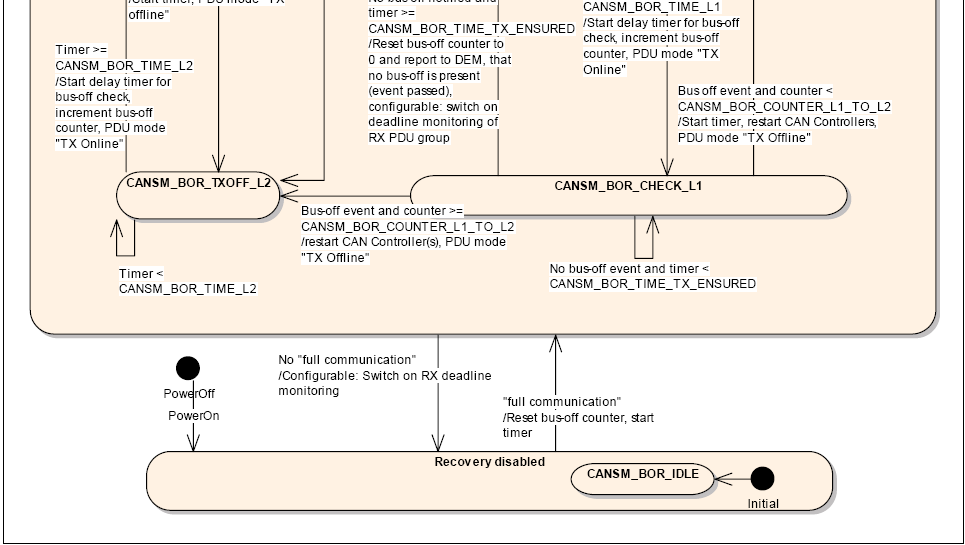 /Start timer, PDU mode "TX
offline"
Timer >=
CANSM_BOR_TIME_L2
/Start delay timer for
bus-off check,
increment bus-off
counter, PDU mode
"TX Online"
No bus off notified and
timer >=
CANSM_BOR_TIME_TX_ENSURED
/Reset bus-off counter to
0 and report to DEM, that
no bus-off is present
(event passed),
configurable: switch on
deadline monitoring of
RX PDU group
CANSM_BOR_TIME_L1
/Start delay timer for bus-off
check, increment bus-off
counter, PDU mode "TX
Online"
Bus off event and counter <
CANSM_BOR_COUNTER_L1_TO_L2
/Start timer, restart CAN Controllers,
PDU mode "TX Offline"
CANSM_BOR_TXOFF_L2
CANSM_BOR_CHECK_L1
Bus-off event and counter >=
CANSM_BOR_COUNTER_L1_TO_L2
/restart CAN Controller(s), PDU mode
"TX Offline"
Timer <
CANSM_BOR_TIME_L2
No bus-off event and timer <
CANSM_BOR_TIME_TX_ENSURED
No "full communication"
/Configurable: Switch on RX deadline
monitoring
PowerOff
PowerOn
"full communication"
/Reset bus-off counter, start
timer
Recovery disabled
CANSM_BOR_IDLE
Initial